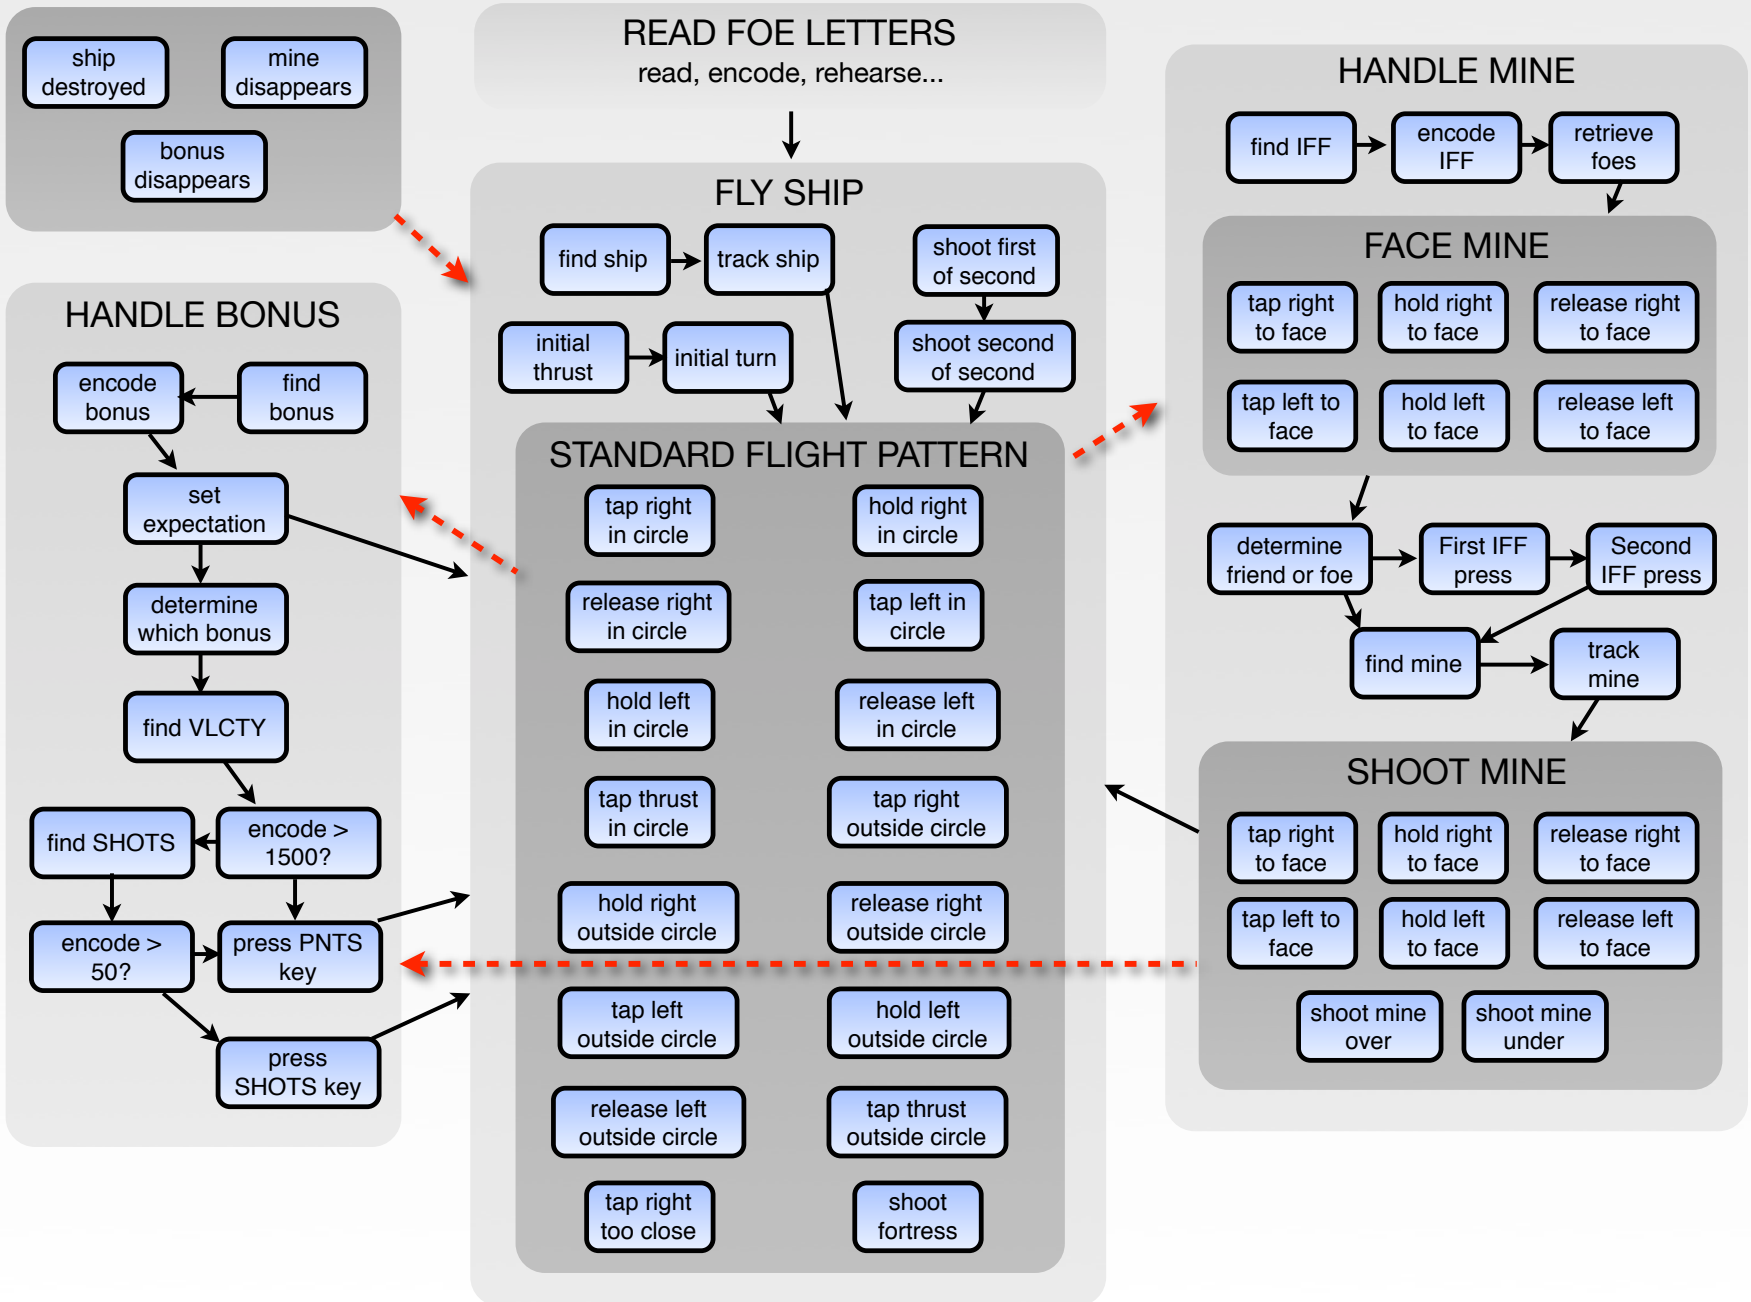 ship
destroyed
mine
disappears
bonus
disappears
READ FOE LETTERS
read, encode, rehearse...
HANDLE BONUS
encode
bonus
find
bonus
set
expectation
determine
which bonus
find VLCTY
find SHOTS
encode >
1500?
encode >
50?
press PNTS
key
press
SHOTS key
FLY SHIP
find ship
track ship
shoot first
of second
initial
thrust
initial turn
shoot second
of second
STANDARD FLIGHT PATTERN
tap right
in circle
hold right
in circle
release right
in circle
tap left in
circle
hold left
in circle
release left
in circle
tap thrust
in circle
tap right
outside circle
hold right
outside circle
release right
outside circle
tap left
outside circle
hold left
outside circle
release left
outside circle
tap thrust
outside circle
tap right
too close
shoot
fortress
HANDLE MINE
find IFF
encode
IFF
retrieve
foes
FACE MINE
tap right
to face
hold right
to face
release right
to face
tap left to
face
hold left
to face
release left
to face
determine
friend or foe
First IFF
press
Second
IFF press
find mine
track
mine
SHOOT MINE
tap right
to face
hold right
to face
release right
to face
tap left to
face
hold left
to face
release left
to face
shoot mine
over
shoot mine
under